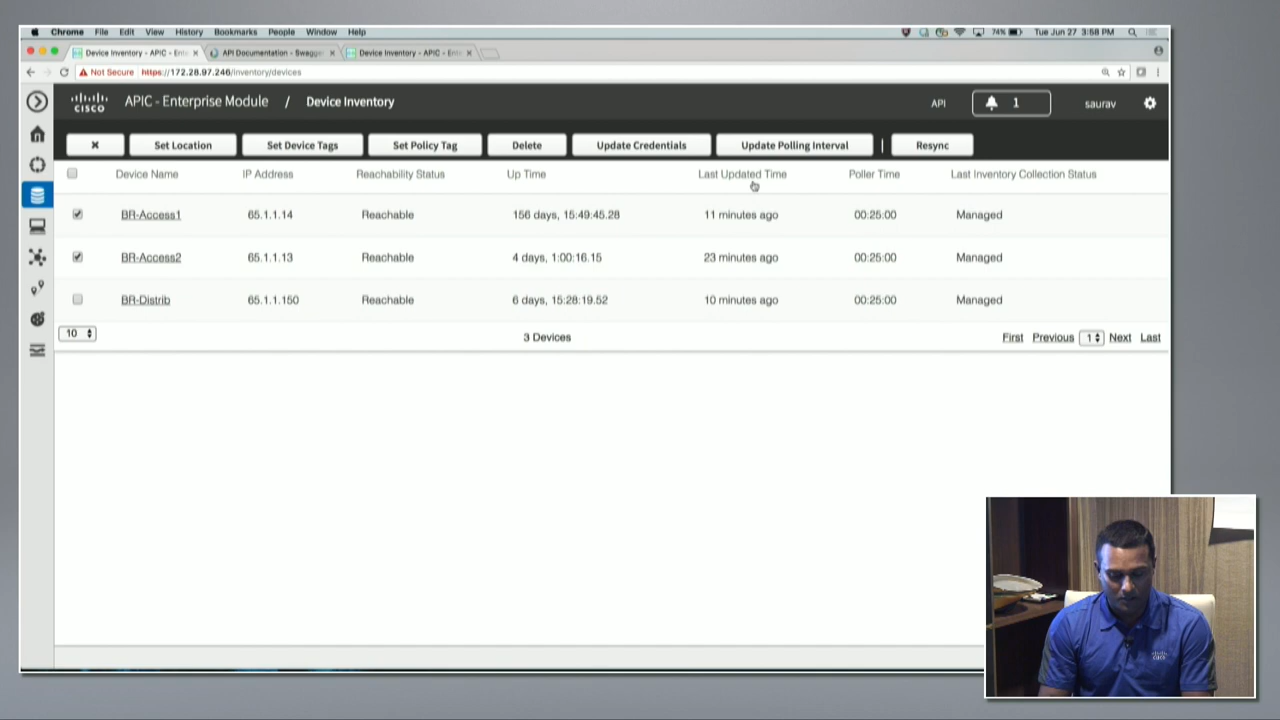 Chrome File Edit View History Bookmarks People Window Help 74% Tue Jun 27 3:58 PM
Device Inventory - APIC - Ente × API Documentation - Swagge × Device Inventory - APIC - Ente ×
Not Secure https://172.28.97.246/inventory/devices
CISCO APIC - Enterprise Module / Device Inventory API 1 saurav
✖ Set Location Set Device Tags Set Policy Tag Delete Update Credentials Update Polling Interval | Resync
Device Name IP Address Reachability Status Up Time Last Updated Time Poller Time Last Inventory Collection Status
BR-Access1 65.1.1.14 Reachable 156 days, 15:49:45.28 11 minutes ago 00:25:00 Managed
BR-Access2 65.1.1.13 Reachable 4 days, 1:00:16.15 23 minutes ago 00:25:00 Managed
BR-Distrib 65.1.1.150 Reachable 6 days, 15:28:19.52 10 minutes ago 00:25:00 Managed
10 3 Devices First Previous 1 Next Last
CISCO